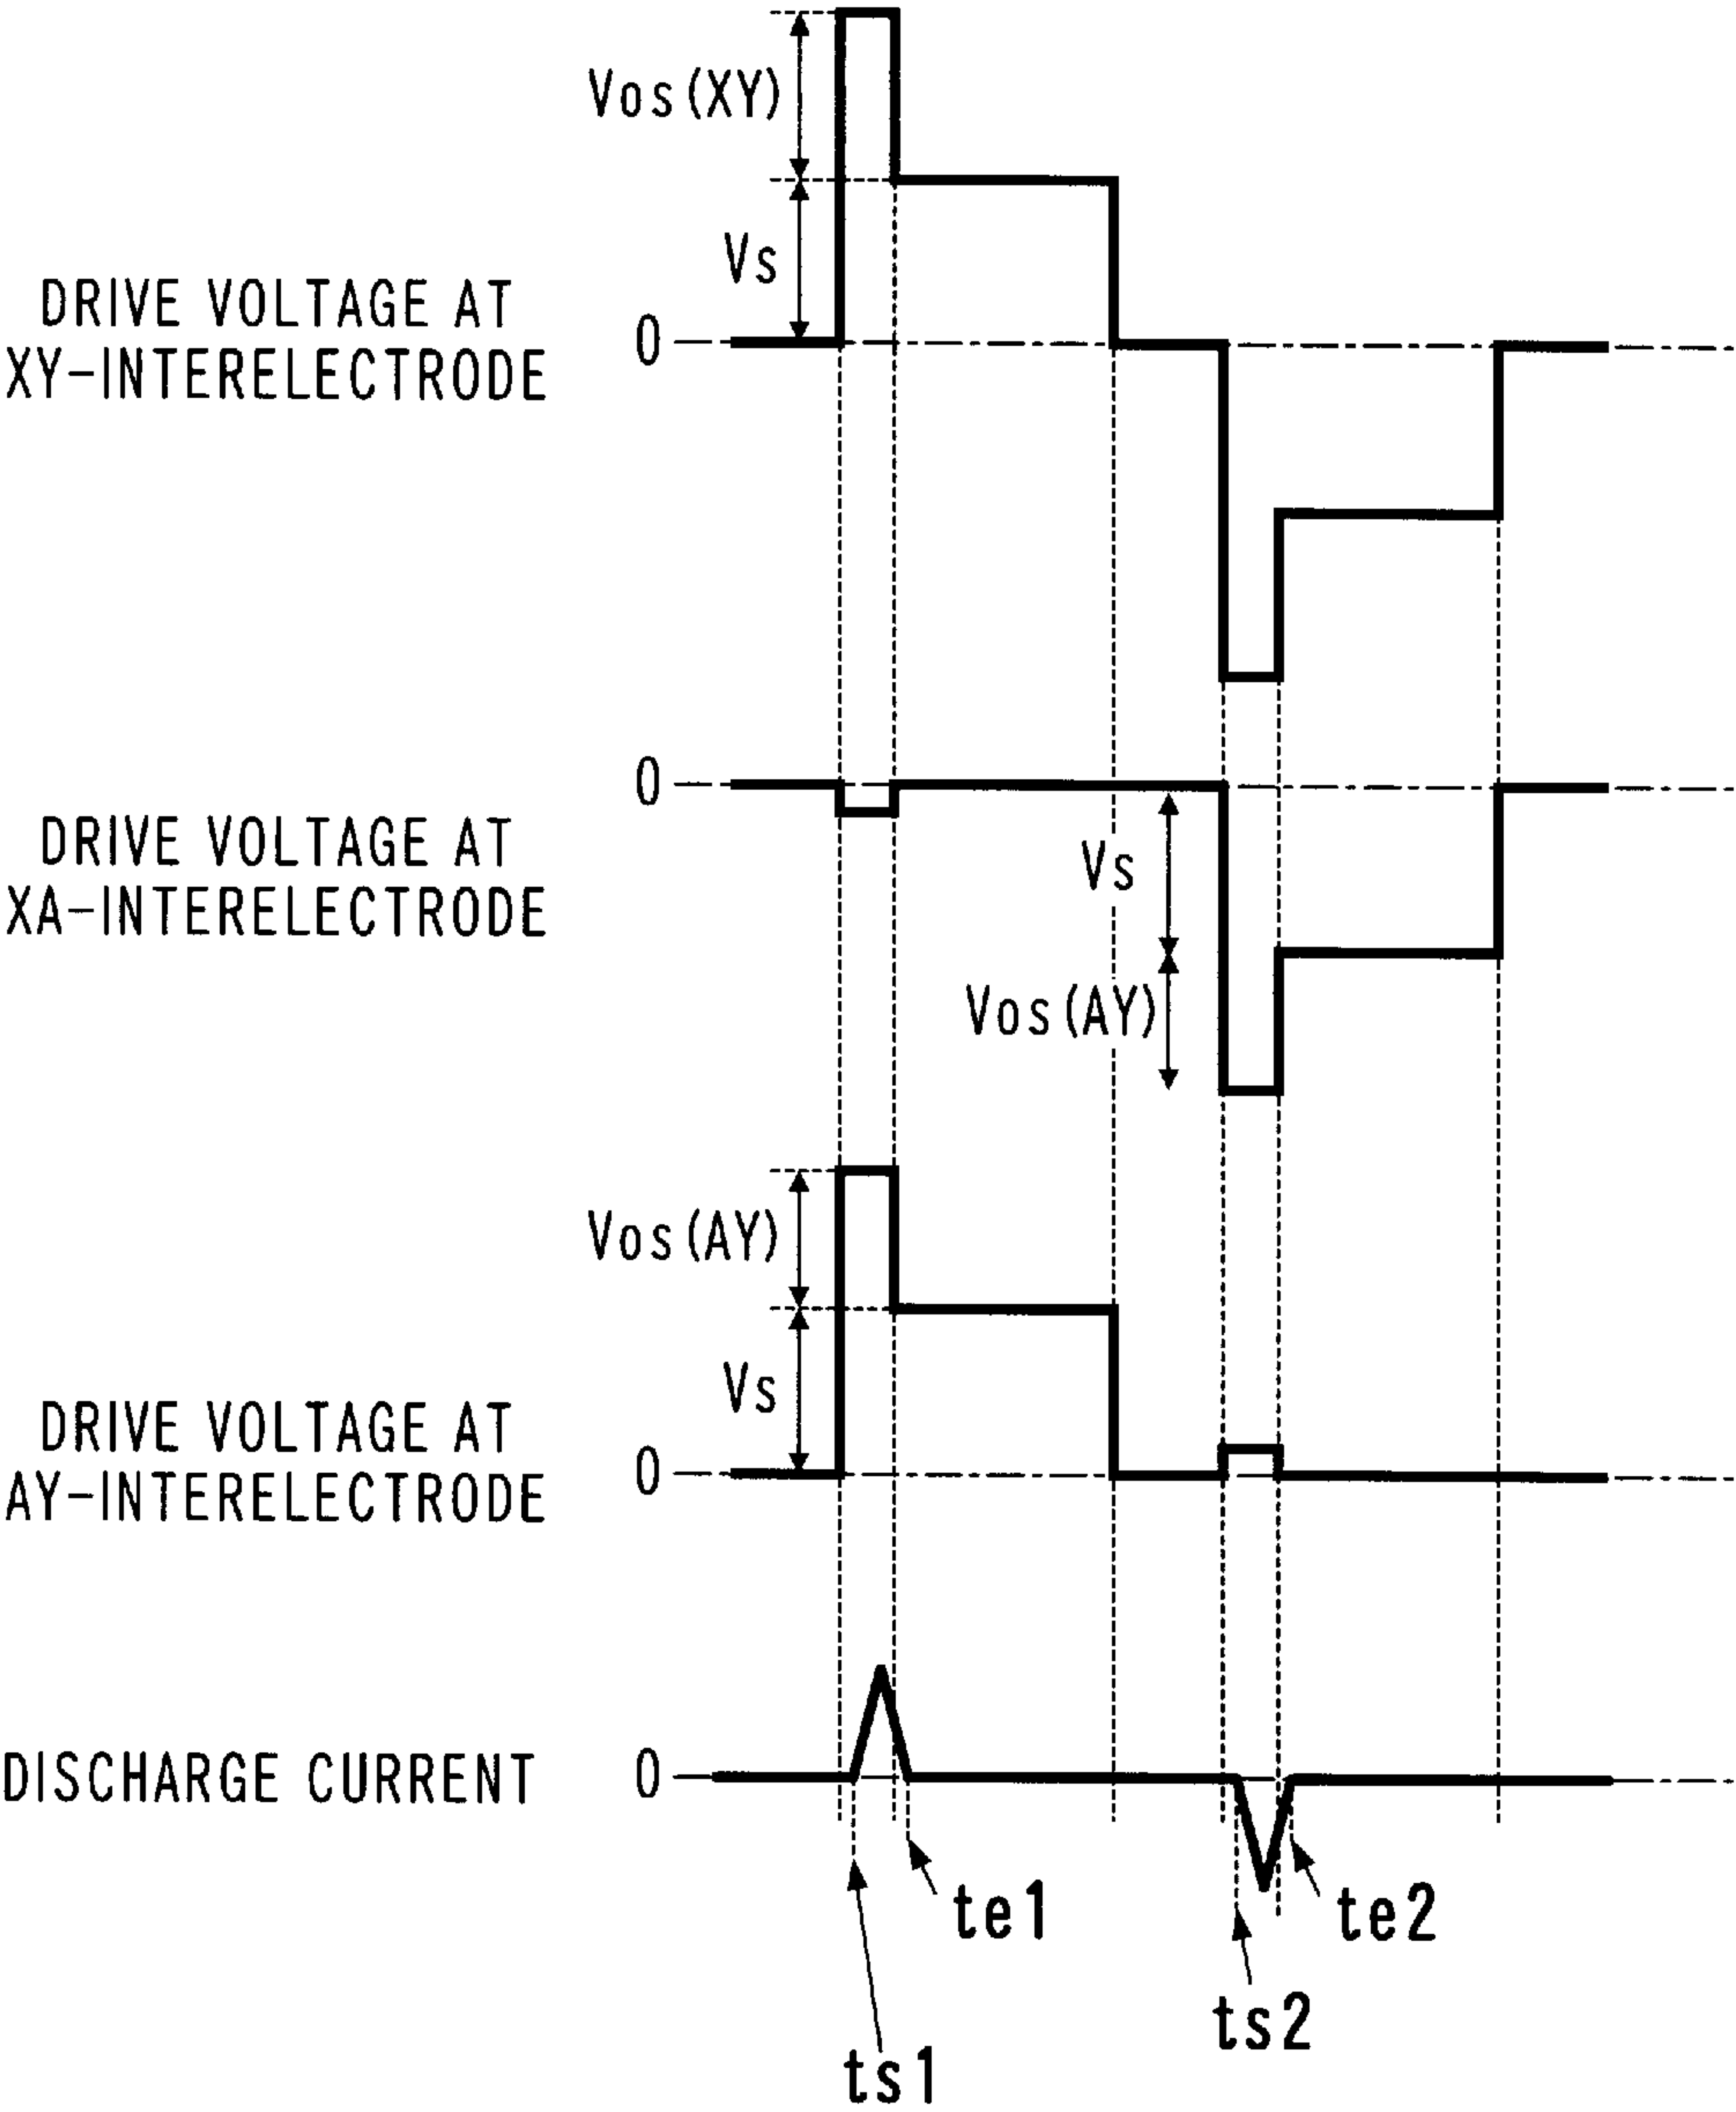 Vos(XY)
Vs
DRIVE VOLTAGE AT
XY-INTERELECTRODE
0
0
DRIVE VOLTAGE AT
XA-INTERELECTRODE
Vs
Vos(AY)
Vos(AY)
Vs
DRIVE VOLTAGE AT
AY-INTERELECTRODE
0
DISCHARGE CURRENT
0
te1
te2
ts2
ts1